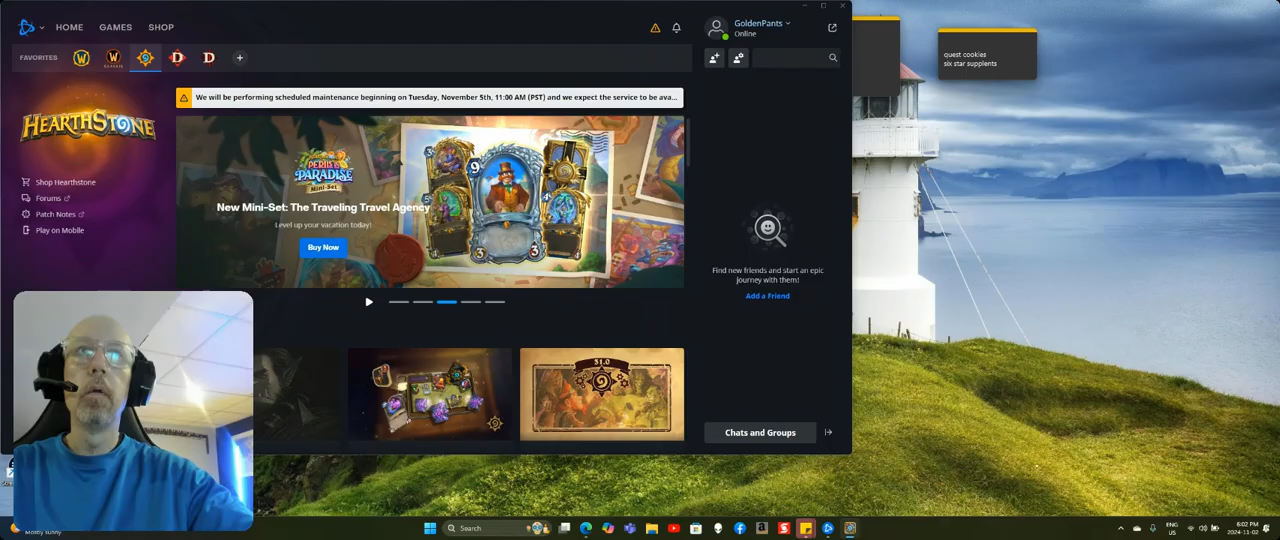 HOME GAMES SHOP
GoldenPants
Online
FAVORITES
We will be performing scheduled maintenance beginning on Tuesday, November 5th, 11:00 AM (PST) and we expect the service to be ava...
HEARTHSTONE
Shop Hearthstone
Forums
Patch Notes
Play on Mobile
PERILS IN PARADISE
Mini-Set
New Mini-Set: The Traveling Travel Agency
Level up your vacation today!
Buy Now
Find new friends and start an epic
journey with them!
Add a Friend
31.0
Chats and Groups
quest cookies
six star supplents
Mostly sunny
Search
ENG
US
6:02 PM
2024-11-02